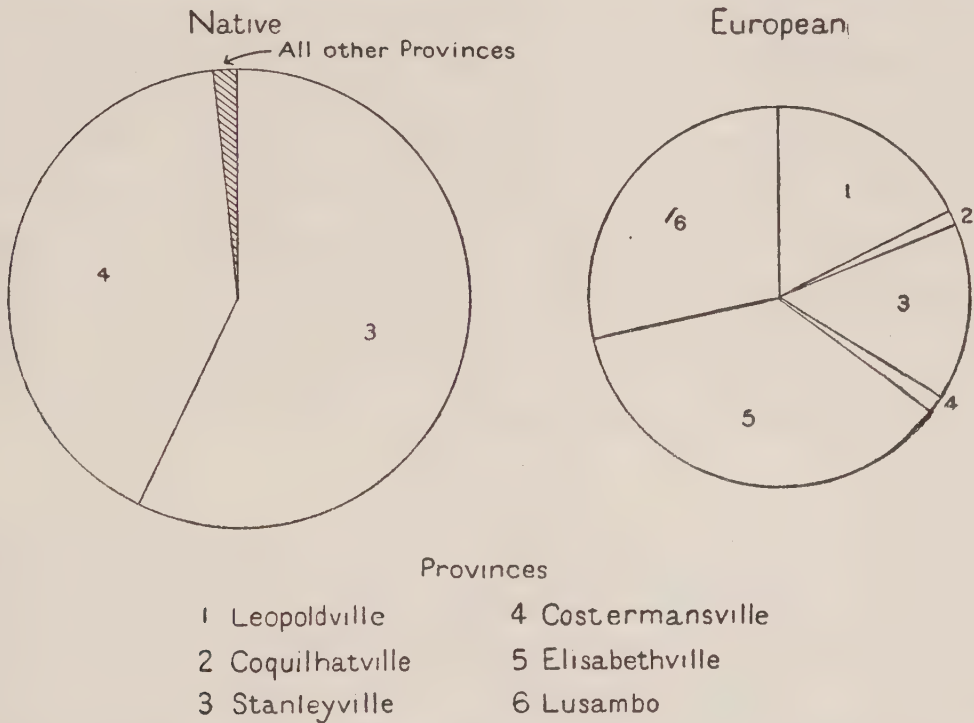 Native
European
All other Provinces
4
3
1
2
3
4
5
6
Provinces
1 Leopoldville
2 Coquilhatville
3 Stanleyville
4 Costermansville
5 Elisabethville
6 Lusambo